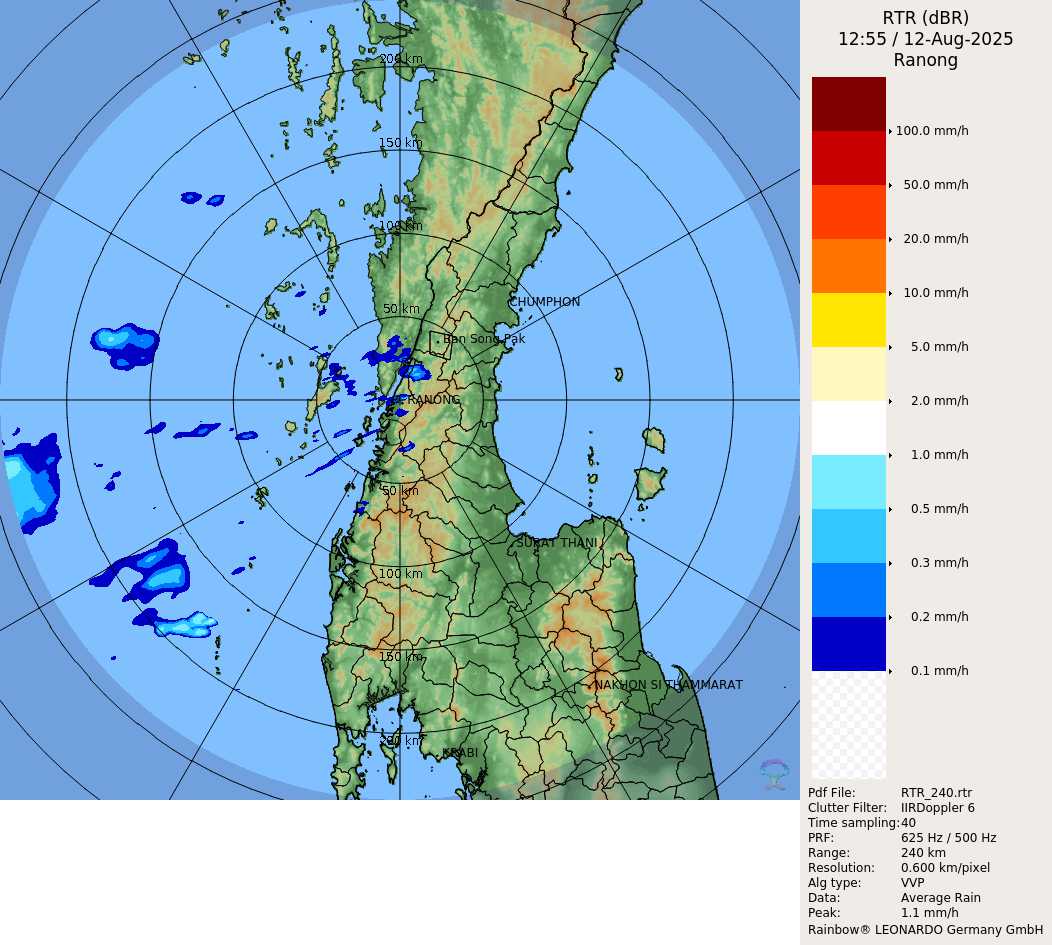 RTR (dBR)
12:55 / 12-Aug-2025
Ranong
100.0 mm/h
50.0 mm/h
20.0 mm/h
10.0 mm/h
5.0 mm/h
2.0 mm/h
1.0 mm/h
0.5 mm/h
0.3 mm/h
0.2 mm/h
0.1 mm/h
200 km
150 km
100 km
CHUMPHON
50 km
Ban Song Pak
RANONG
50 km
SURAT THANI
100 km
150 km
NAKHON SI THAMMARAT
200 km
KRABI
Pdf File: RTR_240.rtr
Clutter Filter: IIRDoppler 6
Time sampling: 40
PRF: 625 Hz / 500 Hz
Range: 240 km
Resolution: 0.600 km/pixel
Alg type: VVP
Data: Average Rain
Peak: 1.1 mm/h
Rainbow® LEONARDO Germany GmbH